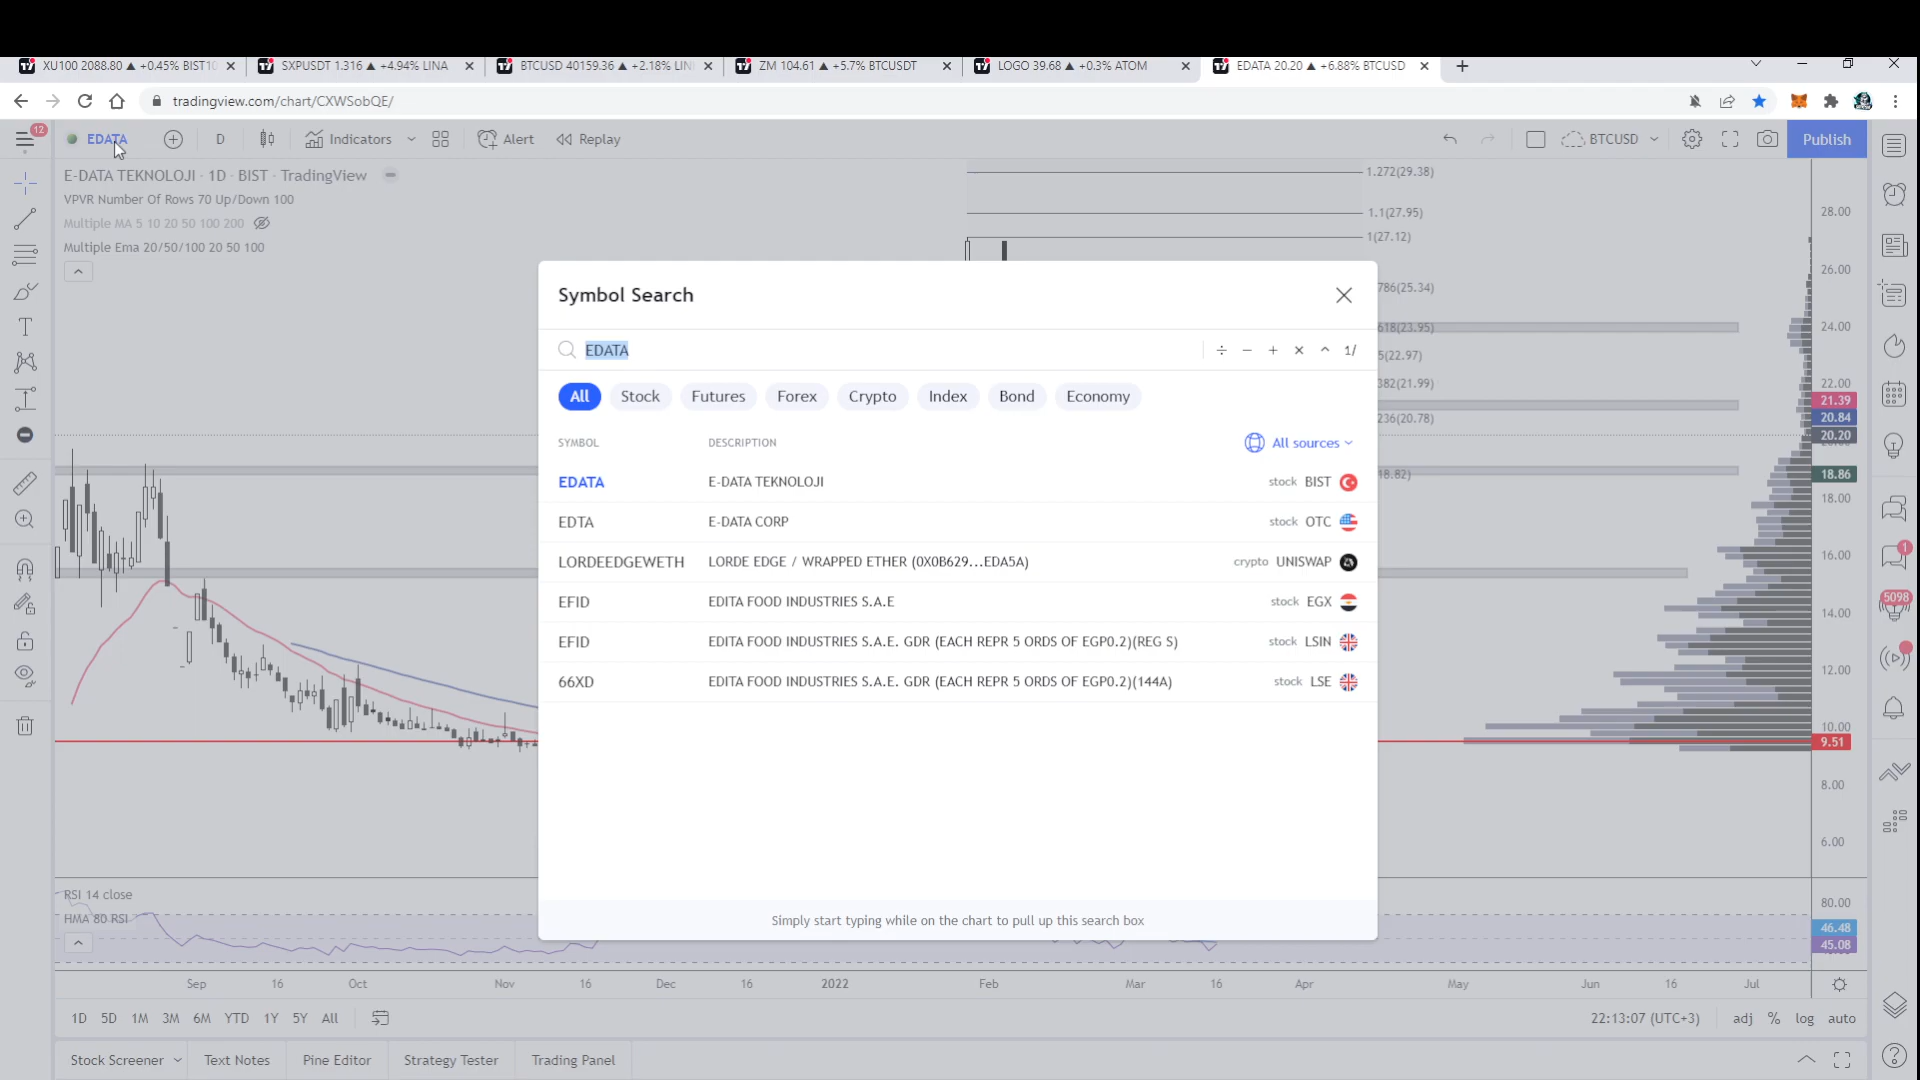 XU100 2088.80 ▲ +0.45% BIST10
SXPUSDT 1.316 ▲ +4.94% LINA
BTCUSD 40159.36 ▲ +2.18% LIN
ZM 104.61 ▲ +5.7% BTCUSDT
LOGO 39.68 ▲ +0.3% ATOM
EDATA 20.20 ▲ +6.88% BTCUSD
tradingview.com/chart/CXWSobQE/
12
EDATA
D
Indicators
Alert
Replay
BTCUSD
Publish
E-DATA TEKNOLOJI · 1D · BIST · TradingView
VPVR Number Of Rows 70 Up/Down 100
Multiple MA 5 10 20 50 100 200
Multiple Ema 20/50/100 20 50 100
1.272(29.38)
1.1(27.95)
1(27.12)
786(25.34)
618(23.95)
5(22.97)
382(21.99)
236(20.78)
18.82)
28.00
26.00
24.00
22.00
21.39
20.84
20.20
18.86
18.00
16.00
14.00
12.00
10.00
9.51
8.00
6.00
80.00
46.48
45.08
1
5098
Symbol Search
EDATA
÷ − + × ^ 1/
All Stock Futures Forex Crypto Index Bond Economy
SYMBOL DESCRIPTION All sources
EDATA E-DATA TEKNOLOJI stock BIST
EDTA E-DATA CORP stock OTC
LORDEEDGEWETH LORDE EDGE / WRAPPED ETHER (0X0B629...EDA5A) crypto UNISWAP
EFID EDITA FOOD INDUSTRIES S.A.E stock EGX
EFID EDITA FOOD INDUSTRIES S.A.E. GDR (EACH REPR 5 ORDS OF EGP0.2)(REG S) stock LSIN
66XD EDITA FOOD INDUSTRIES S.A.E. GDR (EACH REPR 5 ORDS OF EGP0.2)(144A) stock LSE
Simply start typing while on the chart to pull up this search box
RSI 14 close
HMA 80 RSI
Sep 16 Oct Nov 16 Dec 16 2022 Feb Mar 16 Apr May Jun 16 Jul
1D 5D 1M 3M 6M YTD 1Y 5Y All
22:13:07 (UTC+3) adj % log auto
Stock Screener Text Notes Pine Editor Strategy Tester Trading Panel